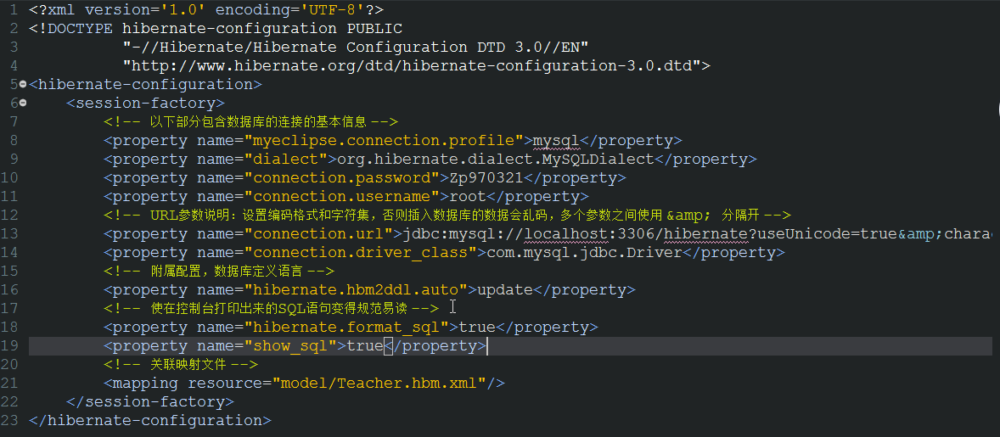 1 <?xml version='1.0' encoding='UTF-8'?>
2 <!DOCTYPE hibernate-configuration PUBLIC
3 "-//Hibernate/Hibernate Configuration DTD 3.0//EN"
4 "http://www.hibernate.org/dtd/hibernate-configuration-3.0.dtd">
5 <hibernate-configuration>
6 <session-factory>
7 <!-- 以下部分包含数据库的连接的基本信息 -->
8 <property name="myeclipse.connection.profile">mysql</property>
9 <property name="dialect">org.hibernate.dialect.MySQLDialect</property>
10 <property name="connection.password">Zp970321</property>
11 <property name="connection.username">root</property>
12 <!-- URL参数说明：设置编码格式和字符集，否则插入数据库的数据会乱码，多个参数之间使用 &amp; 分隔开 -->
13 <property name="connection.url">jdbc:mysql://localhost:3306/hibernate?useUnicode=true&amp;charac
14 <property name="connection.driver_class">com.mysql.jdbc.Driver</property>
15 <!-- 附属配置，数据库定义语言 -->
16 <property name="hibernate.hbm2ddl.auto">update</property>
17 <!-- 使在控制台打印出来的SQL语句变得规范易读 -->
18 <property name="hibernate.format_sql">true</property>
19 <property name="show_sql">true</property>
20 <!-- 关联映射文件 -->
21 <mapping resource="model/Teacher.hbm.xml"/>
22 </session-factory>
23 </hibernate-configuration>